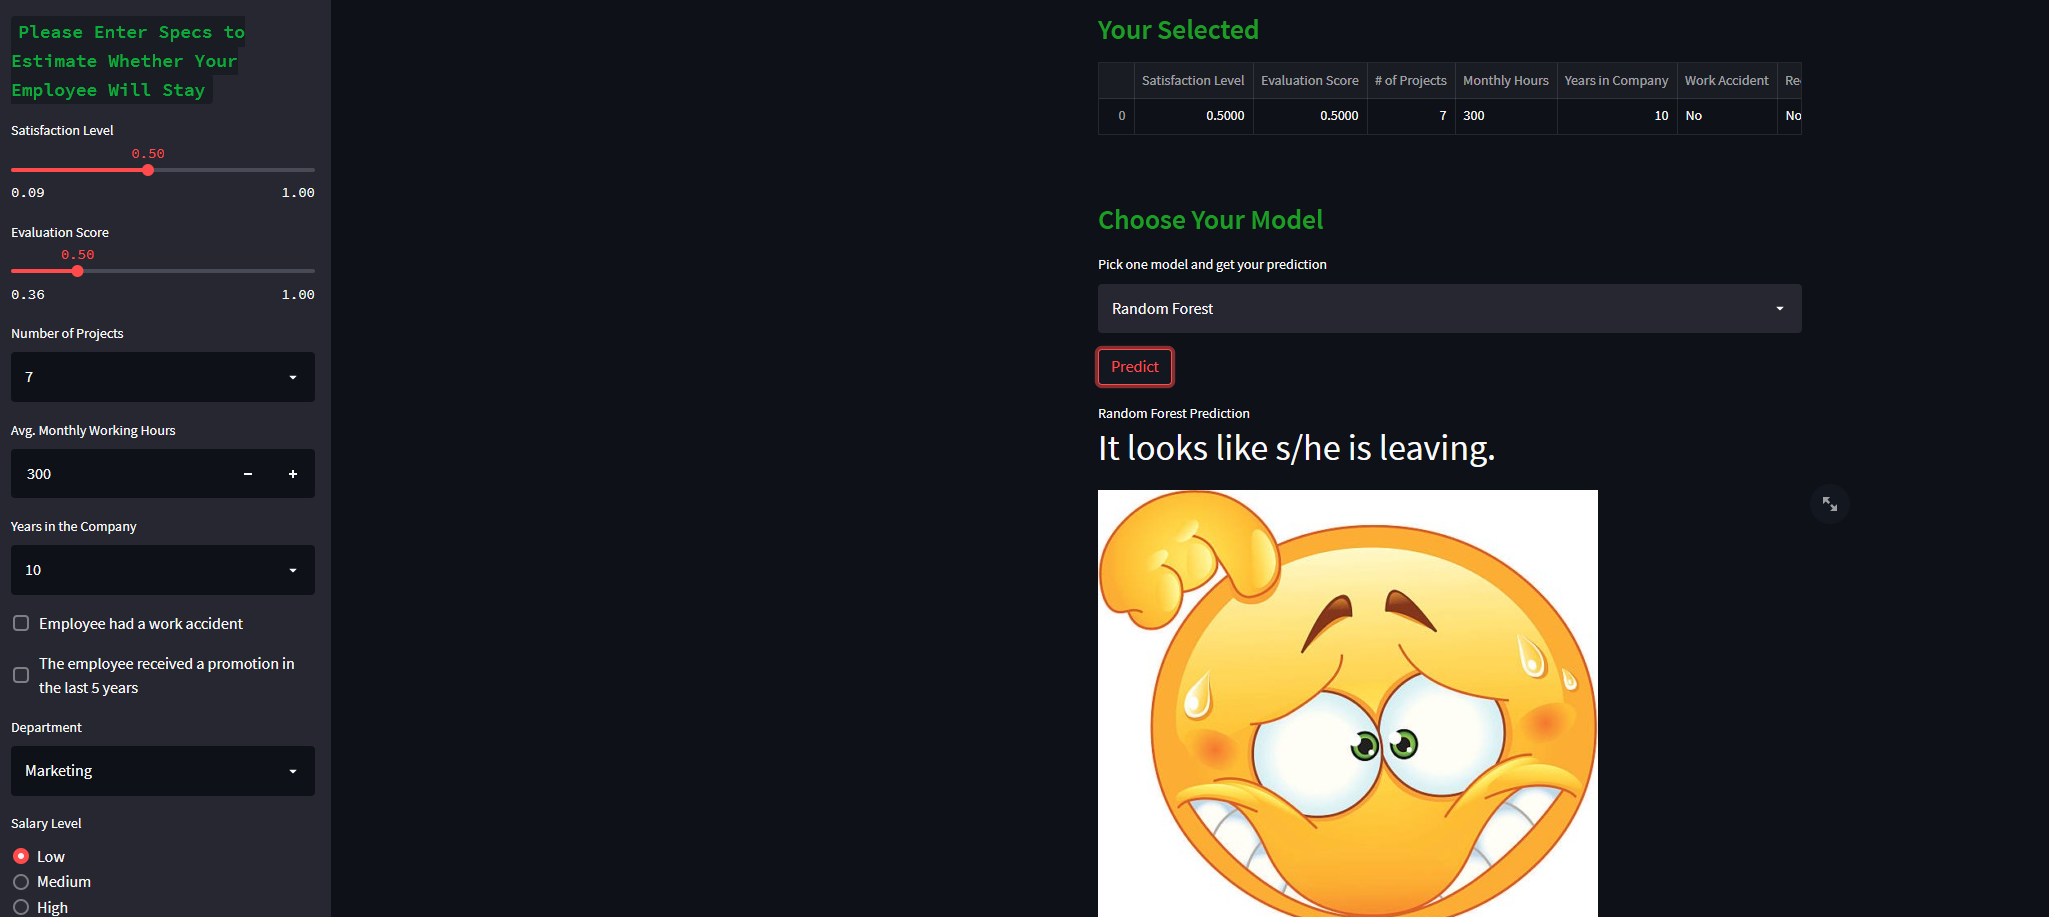 Please Enter Specs to
Estimate Whether Your
Employee Will Stay
Satisfaction Level
0.50
0.09 1.00
Evaluation Score
0.50
0.36 1.00
Number of Projects
7
Avg. Monthly Working Hours
300 − +
Years in the Company
10
Employee had a work accident
The employee received a promotion in
the last 5 years
Department
Marketing
Salary Level
Low
Medium
High
Your Selected
Satisfaction Level Evaluation Score # of Projects Monthly Hours Years in Company Work Accident Re
0 0.5000 0.5000 7 300 10 No No
Choose Your Model
Pick one model and get your prediction
Random Forest
Predict
Random Forest Prediction
It looks like s/he is leaving.